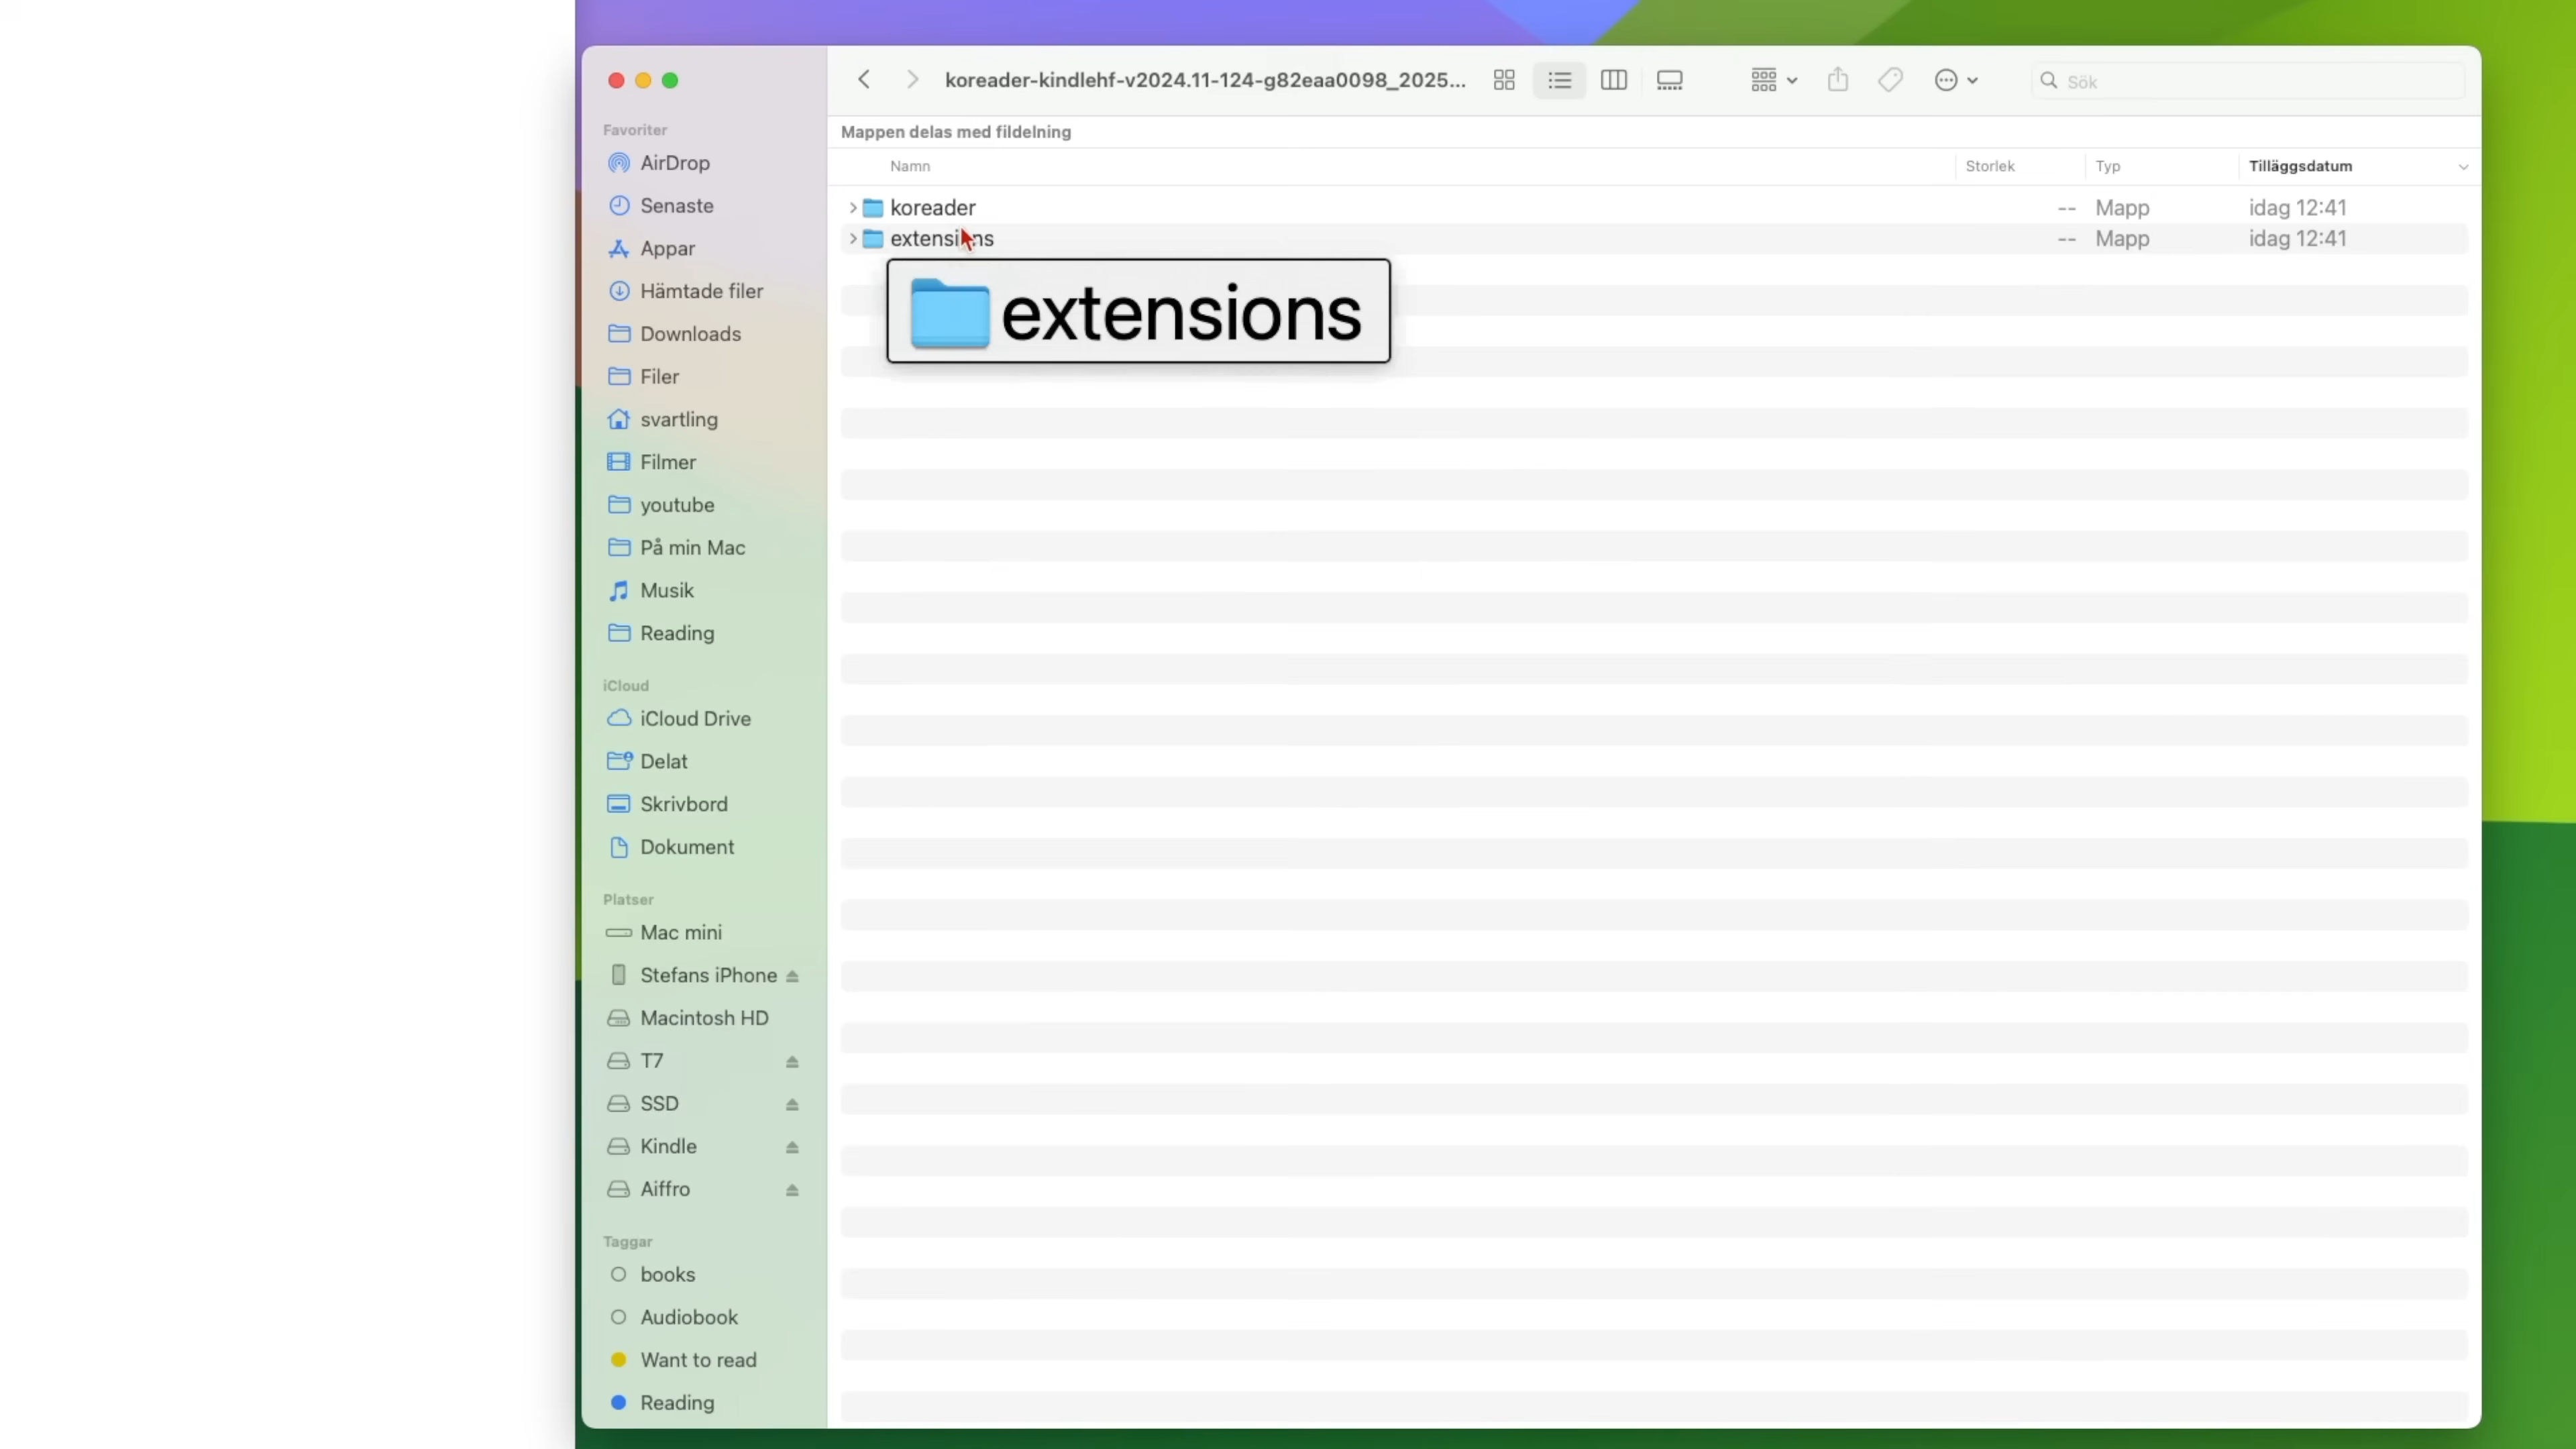 koreader-kindlehf-v2024.11-124-g82eaa0098_2025...
Sök
Mappen delas med fildelning
Namn
Storlek
Typ
Tilläggsdatum
koreader -- Mapp idag 12:41
extensions -- Mapp idag 12:41
extensions
Favoriter
AirDrop
Senaste
Appar
Hämtade filer
Downloads
Filer
svartling
Filmer
youtube
På min Mac
Musik
Reading
iCloud
iCloud Drive
Delat
Skrivbord
Dokument
Platser
Mac mini
Stefans iPhone
Macintosh HD
T7
SSD
Kindle
Aiffro
Taggar
books
Audiobook
Want to read
Reading